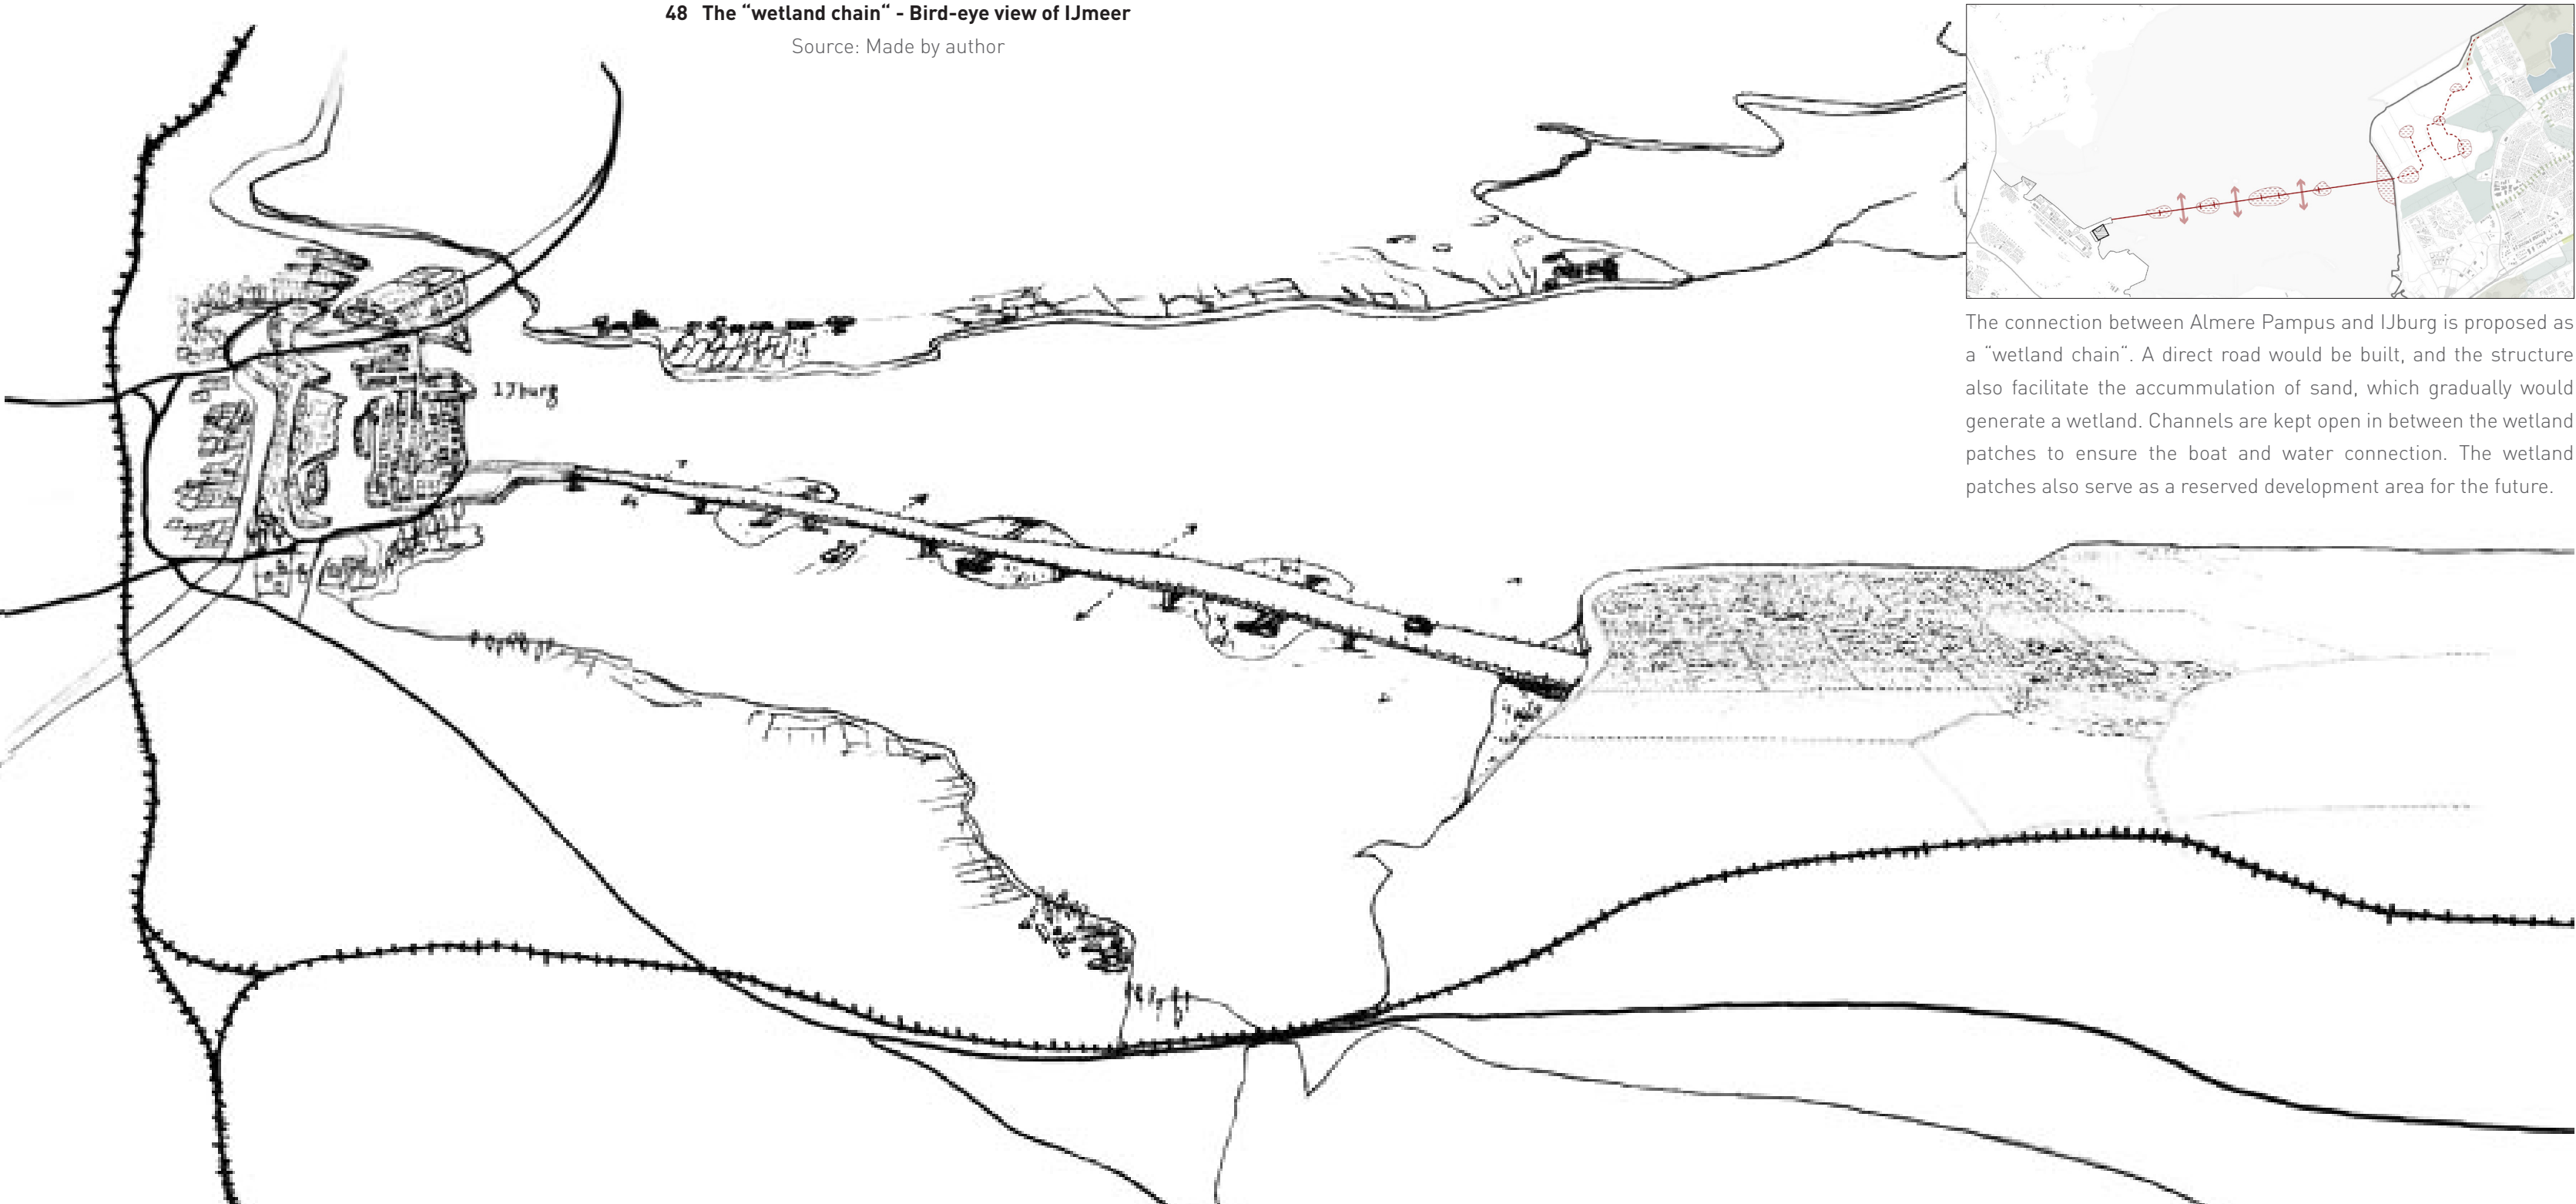 48 The “wetland chain“ - Bird-eye view of IJmeer
Source: Made by author
The connection between Almere Pampus and IJburg is proposed as
a “wetland chain“. A direct road would be built, and the structure
also facilitate the accummulation of sand, which gradually would
generate a wetland. Channels are kept open in between the wetland
patches to ensure the boat and water connection. The wetland
patches also serve as a reserved development area for the future.
IJburg